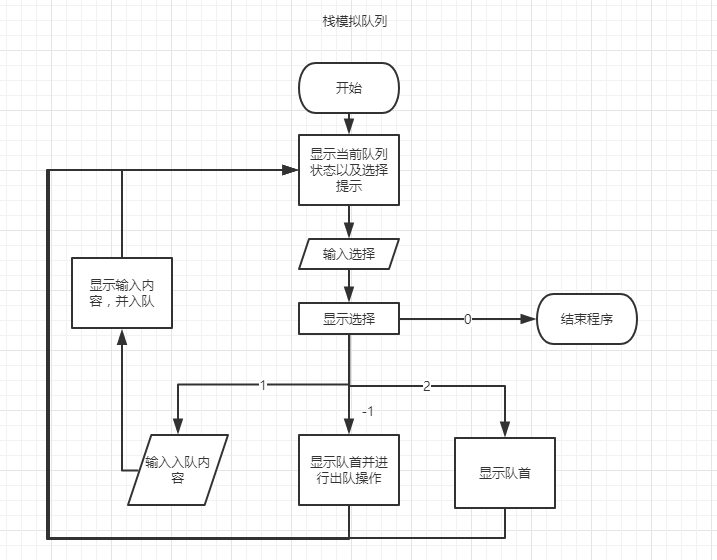 栈模拟队列
开始
显示当前队列
状态以及选择
提示
输入选择
显示选择
0
结束程序
显示输入内
容，并入队
1
-1
2
输入入队内
容
显示队首并进
行出队操作
显示队首